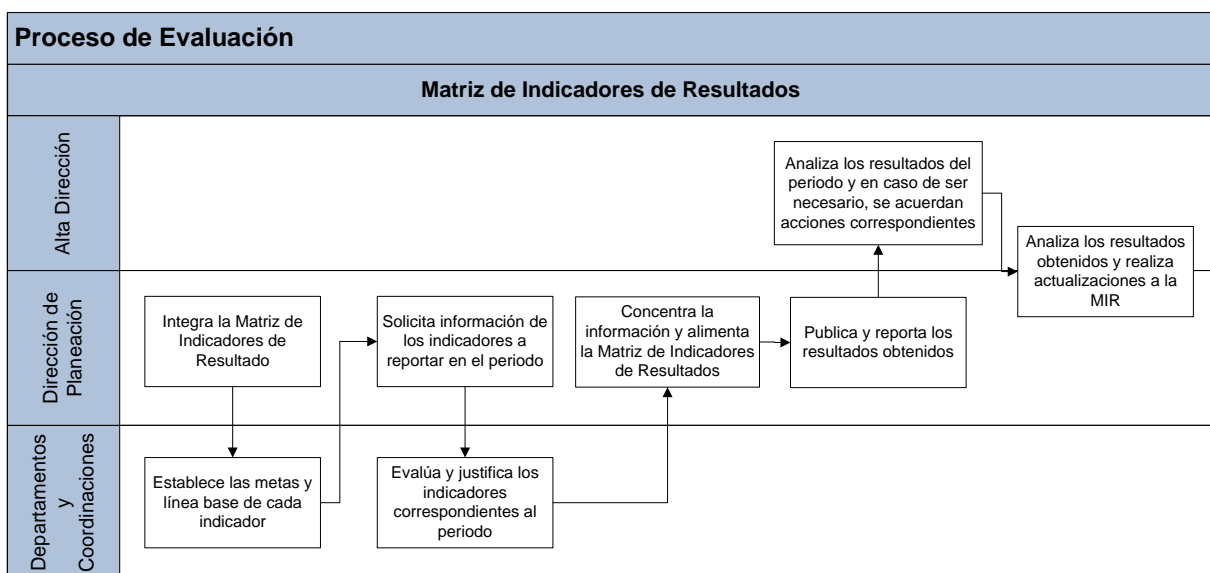 Proceso de Evaluación
Matriz de Indicadores de Resultados
Alta Dirección
Analiza los resultados del
periodo y en caso de ser
necesario, se acuerdan
acciones correspondientes
Analiza los resultados
obtenidos y realiza
actualizaciones a la
MIR
Dirección de
Planeación
Integra la Matriz de
Indicadores de
Resultado
Solicita información de
los indicadores a
reportar en el periodo
Concentra la
información y alimenta
la Matriz de Indicadores
de Resultados
Publica y reporta los
resultados obtenidos
Departamentos
y
Coordinaciones
Establece las metas y
línea base de cada
indicador
Evalúa y justifica los
indicadores
correspondientes al
periodo